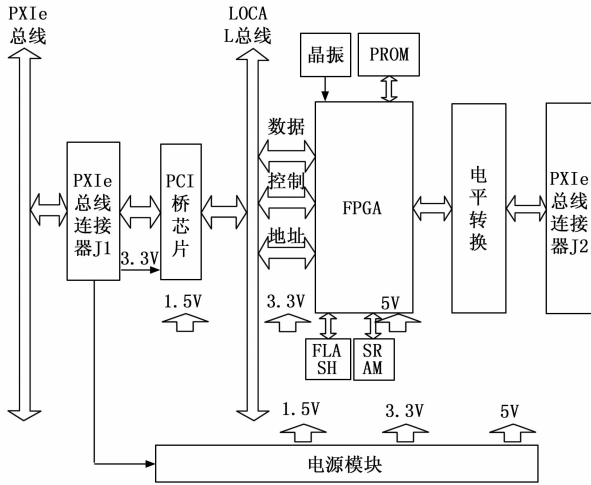 PXIe
总线
LOCA
L总线
晶振
PROM
数据
控制
地址
PXIe
总线
连接
器J1
PCI
桥芯
片
FPGA
电
平
转
换
PXIe
总线
连接
器J2
3.3V
1.5V
3.3V
5V
FLA
SH
SR
AM
1.5V
3.3V
5V
电源模块